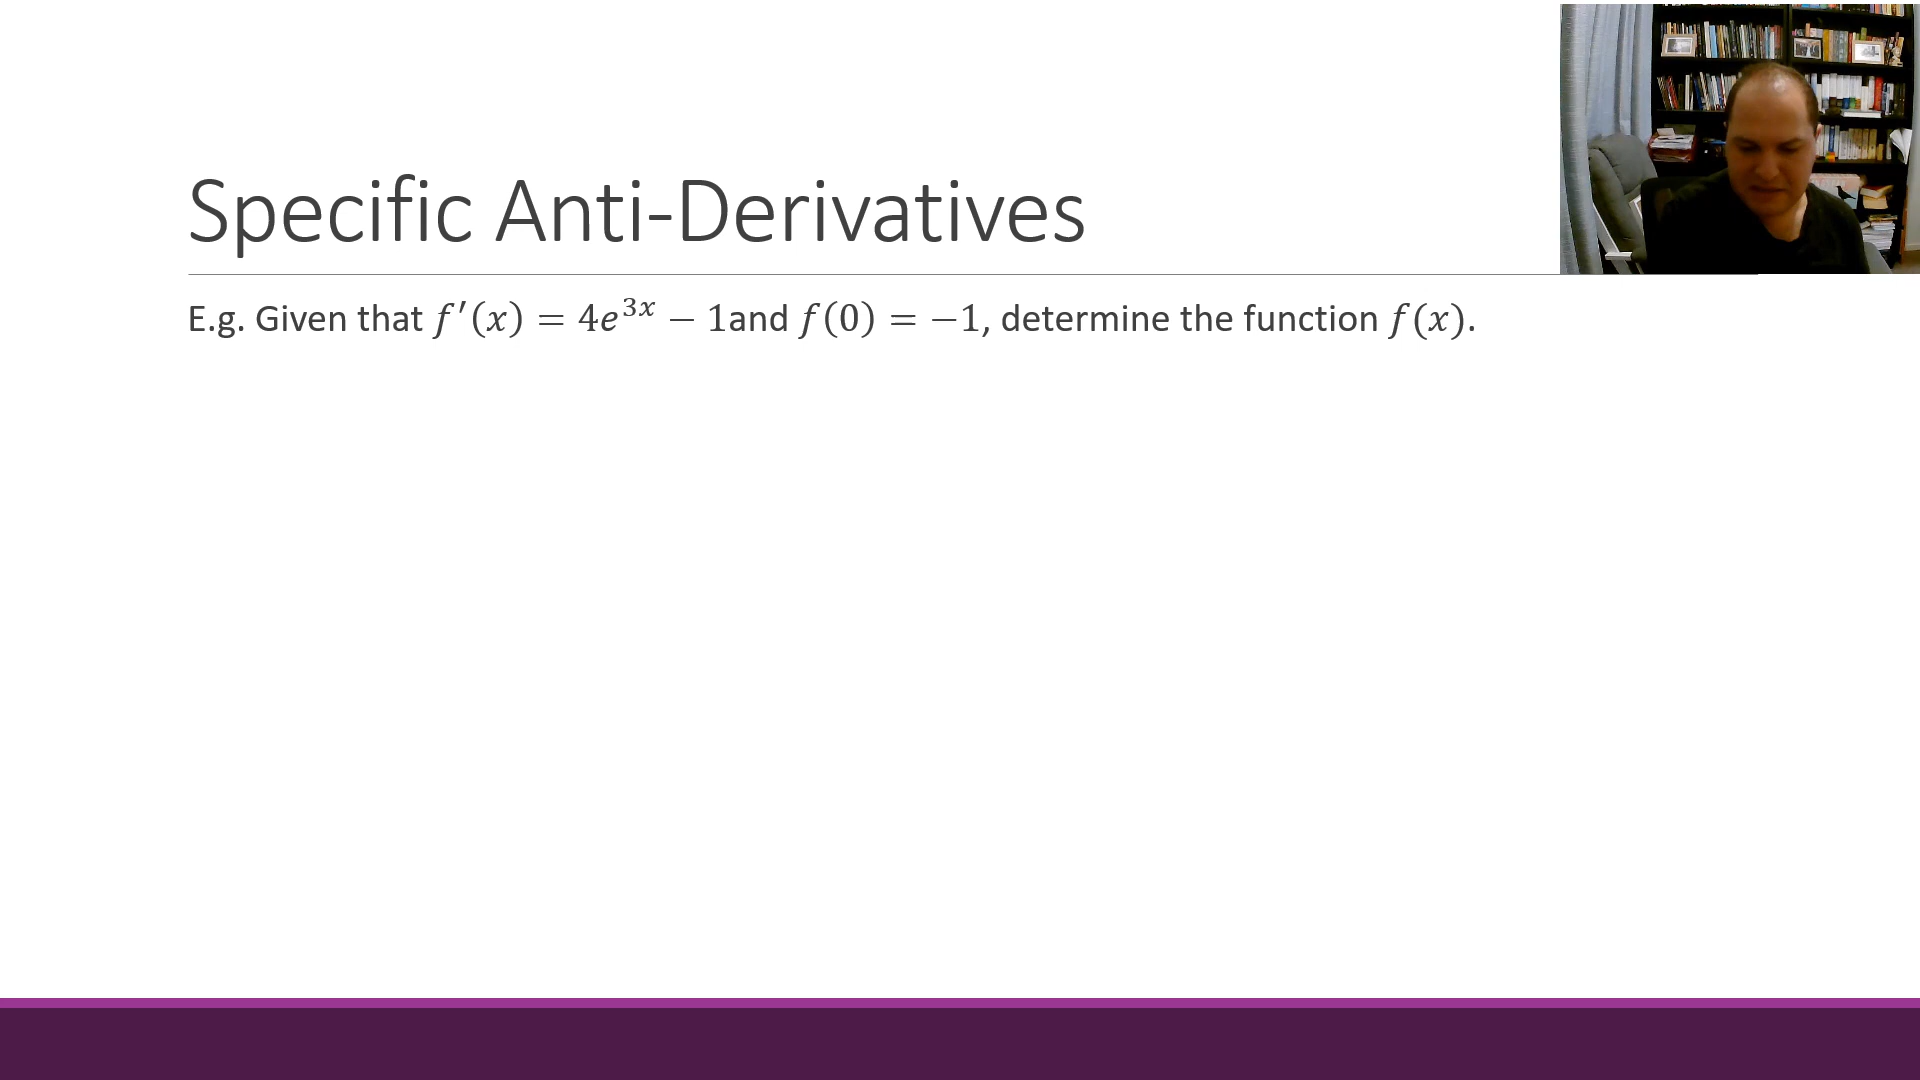 Specific Anti-Derivatives
E.g. Given that f′(x) = 4e^{3x} − 1and f(0) = −1, determine the function f(x).